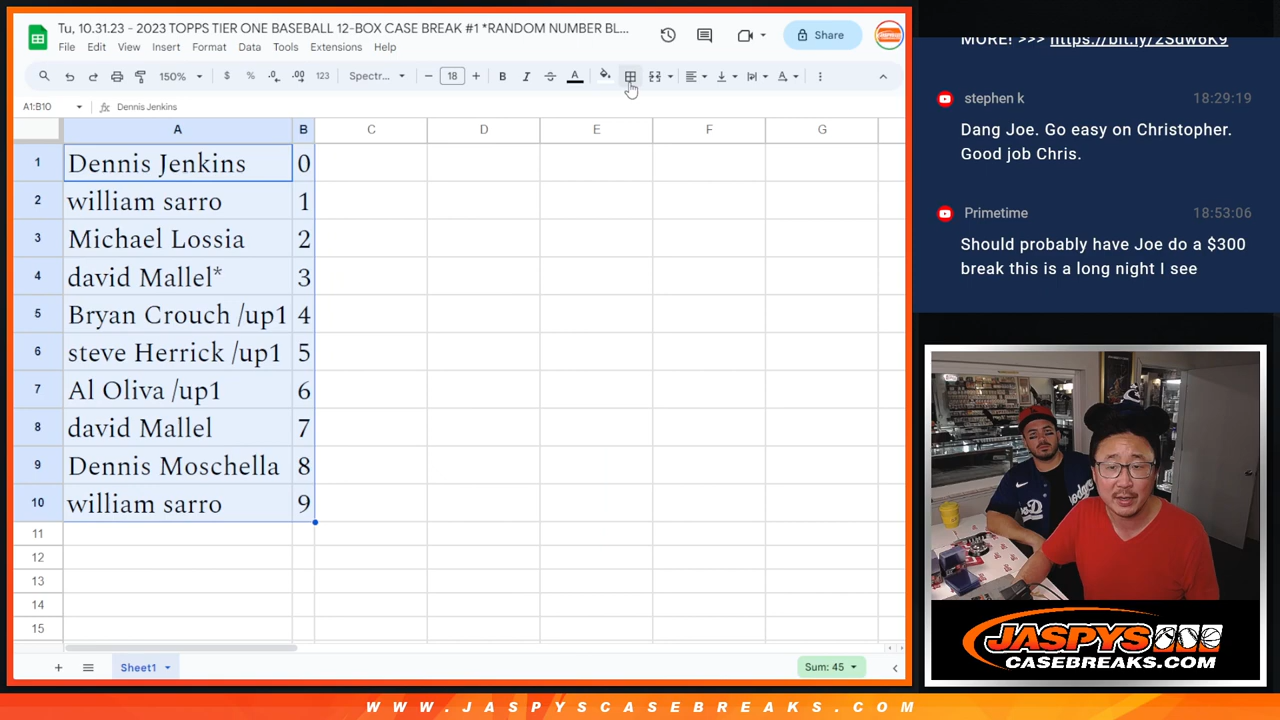 Tu, 10.31.23 - 2023 TOPPS TIER ONE BASEBALL 12-BOX CASE BREAK #1 *RANDOM NUMBER BL...
File Edit View Insert Format Data Tools Extensions Help
Share
150% $ % .0 .00 123 Spectr... 18 B I A
A1:B10 Dennis Jenkins
A B C D E F G
1 Dennis Jenkins 0
2 william sarro 1
3 Michael Lossia 2
4 david Mallel* 3
5 Bryan Crouch /up1 4
6 steve Herrick /up1 5
7 Al Oliva /up1 6
8 david Mallel 7
9 Dennis Moschella 8
10 william sarro 9
11
12
13
14
15
Sheet1
Sum: 45
MORE! >>> https://bit.ly/2Sdw6K9
stephen k 18:29:19
Dang Joe. Go easy on Christopher.
Good job Chris.
Primetime 18:53:06
Should probably have Joe do a $300
break this is a long night I see
JASPYS
CASEBREAKS.COM
WWW.JASPYSCASEBREAKS.COM